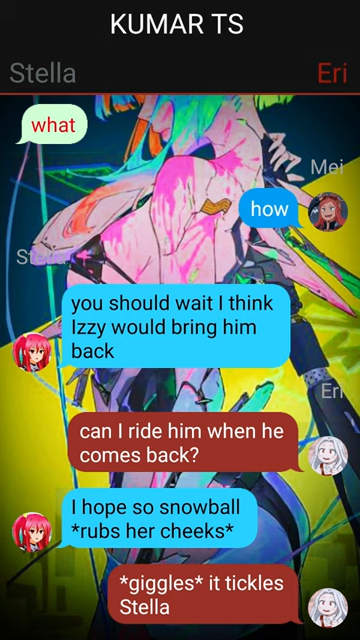 KUMAR TS
Stella
Eri
what
Mei
how
Stella
you should wait I think
Izzy would bring him
back
Eri
can I ride him when he
comes back?
I hope so snowball
*rubs her cheeks*
*giggles* it tickles
Stella